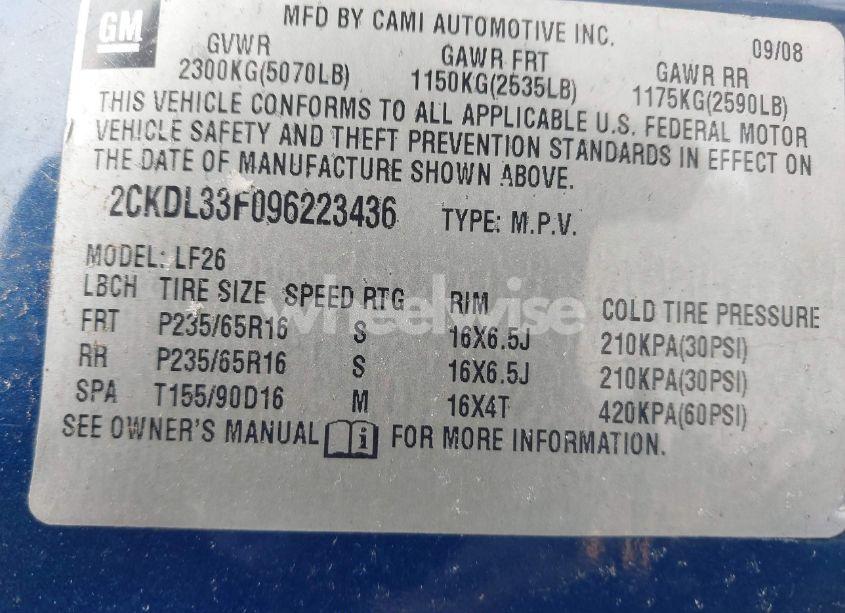 GM
MFD BY CAMI AUTOMOTIVE INC.
GVWR GAWR FRT GAWR RR 09/08
2300KG(5070LB) 1150KG(2535LB) 1175KG(2590LB)
THIS VEHICLE CONFORMS TO ALL APPLICABLE U.S. FEDERAL MOTOR
VEHICLE SAFETY AND THEFT PREVENTION STANDARDS IN EFFECT ON
THE DATE OF MANUFACTURE SHOWN ABOVE.
2CKDL33F096223436 TYPE: M.P.V.
MODEL: LF26
LBCH TIRE SIZE SPEED RTG RIM COLD TIRE PRESSURE
FRT P235/65R16 S 16X6.5J 210KPA(30PSI)
RR P235/65R16 S 16X6.5J 210KPA(30PSI)
SPA T155/90D16 M 16X4T 420KPA(60PSI)
SEE OWNER'S MANUAL i FOR MORE INFORMATION.
wheelwise